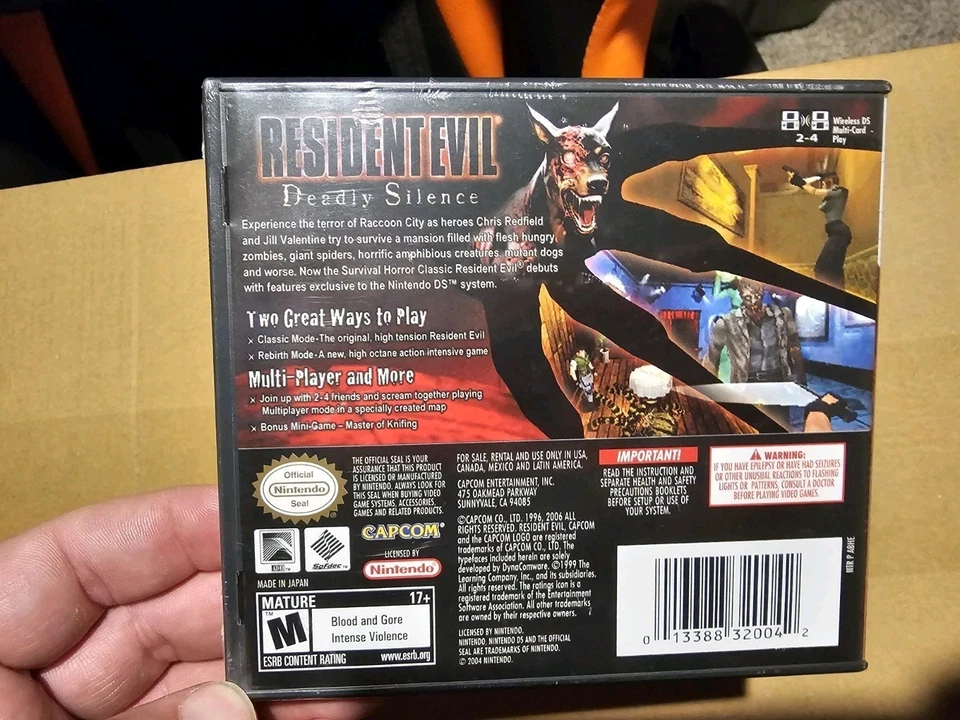 RESIDENT EVIL®
Deadly Silence
Wireless DS
Multi-Card
Play
2-4
Experience the terror of Raccoon City as heroes Chris Redfield
and Jill Valentine try to survive a mansion filled with flesh hungry
zombies, giant spiders, horrific amphibious creatures, mutant dogs
and worse. Now the Survival Horror Classic Resident Evil® debuts
with features exclusive to the Nintendo DS™ system.
Two Great Ways to Play
x Classic Mode-The original, high tension Resident Evil
x Rebirth Mode-A new, high octane action-intensive game
Multi-Player and More
x Join up with 2-4 friends and scream together playing
Multiplayer mode in a specially created map
x Bonus Mini-Game – Master of Knifing
Official
Nintendo
Seal
THE OFFICIAL SEAL IS YOUR
ASSURANCE THAT THIS PRODUCT
IS LICENSED OR MANUFACTURED
BY NINTENDO. ALWAYS LOOK FOR
THIS SEAL WHEN BUYING VIDEO
GAME SYSTEMS, ACCESSORIES,
GAMES AND RELATED PRODUCTS.
CAPCOM®
LICENSED BY
Nintendo®
SofDec™
MADE IN JAPAN
MATURE 17+
M
Blood and Gore
Intense Violence
ESRB CONTENT RATING www.esrb.org
FOR SALE, RENTAL AND USE ONLY IN USA,
CANADA, MEXICO AND LATIN AMERICA.
CAPCOM ENTERTAINMENT, INC.
475 OAKMEAD PARKWAY
SUNNYVALE, CA 94085
©CAPCOM CO., LTD. 1996, 2006 ALL
RIGHTS RESERVED. RESIDENT EVIL, CAPCOM
and the CAPCOM LOGO are registered
trademarks of CAPCOM CO., LTD. The
typefaces included herein are solely
developed by DynaComware. ©1999 The
Learning Company, Inc., and its subsidiaries.
All rights reserved. The ratings icon is a
registered trademark of the Entertainment
Software Association. All other trademarks
are owned by their respective owners.
LICENSED BY NINTENDO.
NINTENDO, NINTENDO DS AND THE OFFICIAL
SEAL ARE TRADEMARKS OF NINTENDO.
© 2004 NINTENDO.
IMPORTANT!
READ THE INSTRUCTION AND
SEPARATE HEALTH AND SAFETY
PRECAUTIONS BOOKLETS
BEFORE SETUP OR USE OF
YOUR SYSTEM.
WARNING:
IF YOU HAVE EPILEPSY OR HAVE HAD SEIZURES
OR OTHER UNUSUAL REACTIONS TO FLASHING
LIGHTS OR PATTERNS, CONSULT A DOCTOR
BEFORE PLAYING VIDEO GAMES.
0 13388 32004 2
NTR P ABHE